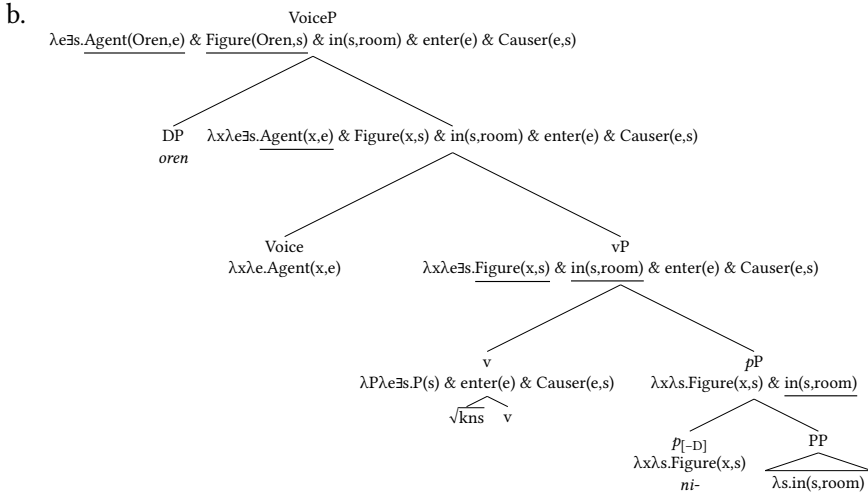 b.
VoiceP
λe∃s.Agent(Oren,e) & Figure(Oren,s) & in(s,room) & enter(e) & Causer(e,s)
DP
λxλe∃s.Agent(x,e) & Figure(x,s) & in(s,room) & enter(e) & Causer(e,s)
oren
Voice
vP
λxλe.Agent(x,e)
λxλe∃s.Figure(x,s) & in(s,room) & enter(e) & Causer(e,s)
v
pP
λPλe∃s.P(s) & enter(e) & Causer(e,s)
λxλs.Figure(x,s) & in(s,room)
√kns v
p[–D]
PP
λxλs.Figure(x,s)
λs.in(s,room)
ni-